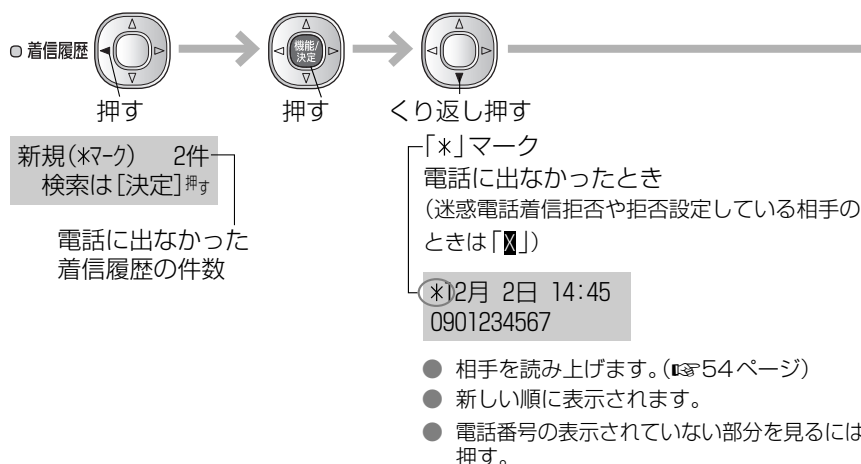 着信履歴
機能/
決定
押す
押す
くり返し押す
新規(*マーク) 2件
検索は[決定]押す
電話に出なかった
着信履歴の件数
「*」マーク
電話に出なかったとき
(迷惑電話着信拒否や拒否設定している相手の
ときは「X」)
*12月 2日 14:45
0901234567
● 相手を読み上げます。(☞54ページ)
● 新しい順に表示されます。
● 電話番号の表示されていない部分を見るには
押す。